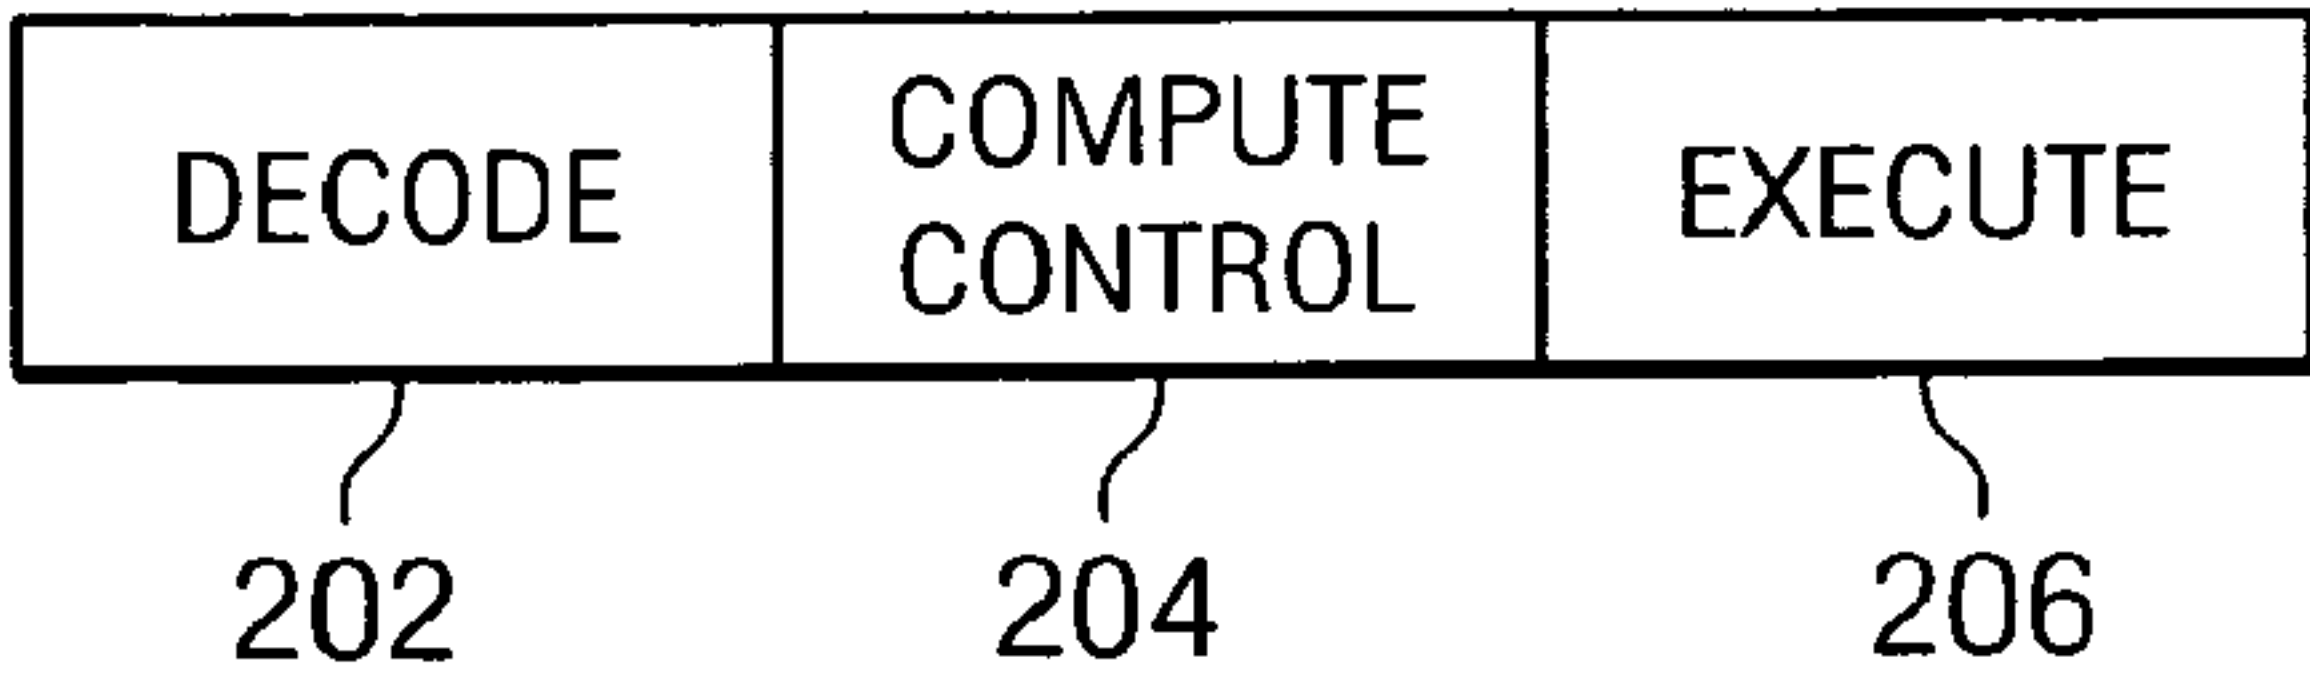 DECODE
COMPUTE
CONTROL
EXECUTE
202
204
206